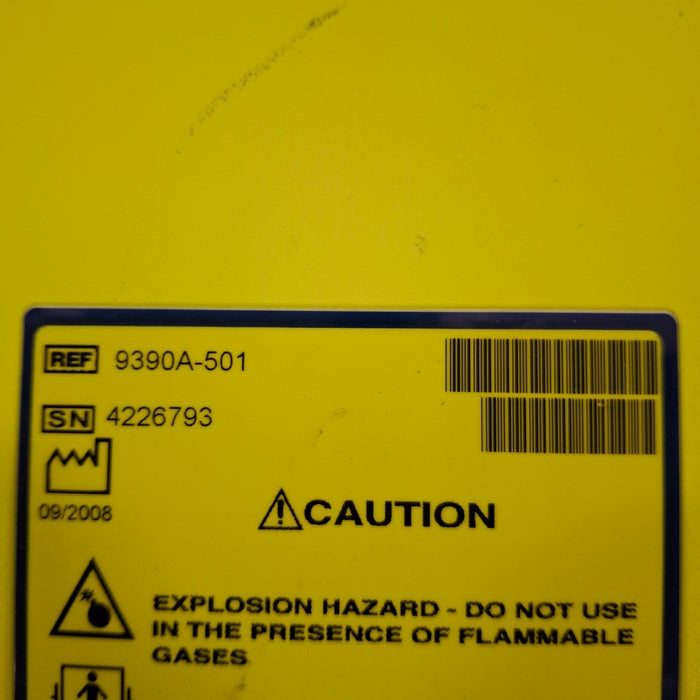 REF 9390A-501
SN 4226793
09/2008
CAUTION
EXPLOSION HAZARD - DO NOT USE
IN THE PRESENCE OF FLAMMABLE
GASES